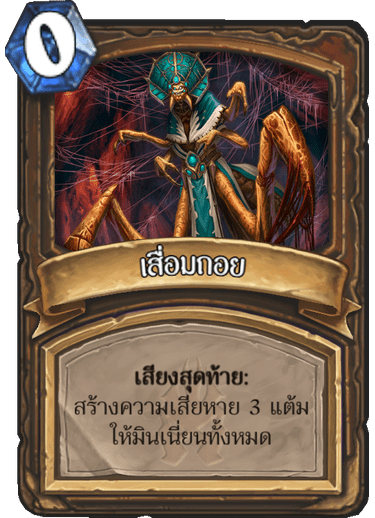 0
เสื่อมถอย
เสียงสุดท้าย:
สร้างความเสียหาย 3 แต้ม
ให้มินเนี่ยนทั้งหมด